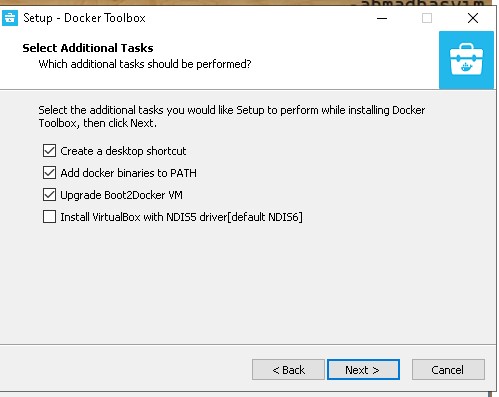 -ahmadhasyim
Setup - Docker Toolbox
Select Additional Tasks
Which additional tasks should be performed?
Select the additional tasks you would like Setup to perform while installing Docker
Toolbox, then click Next.
Create a desktop shortcut
Add docker binaries to PATH
Upgrade Boot2Docker VM
Install VirtualBox with NDIS5 driver[default NDIS6]
< Back
Next >
Cancel